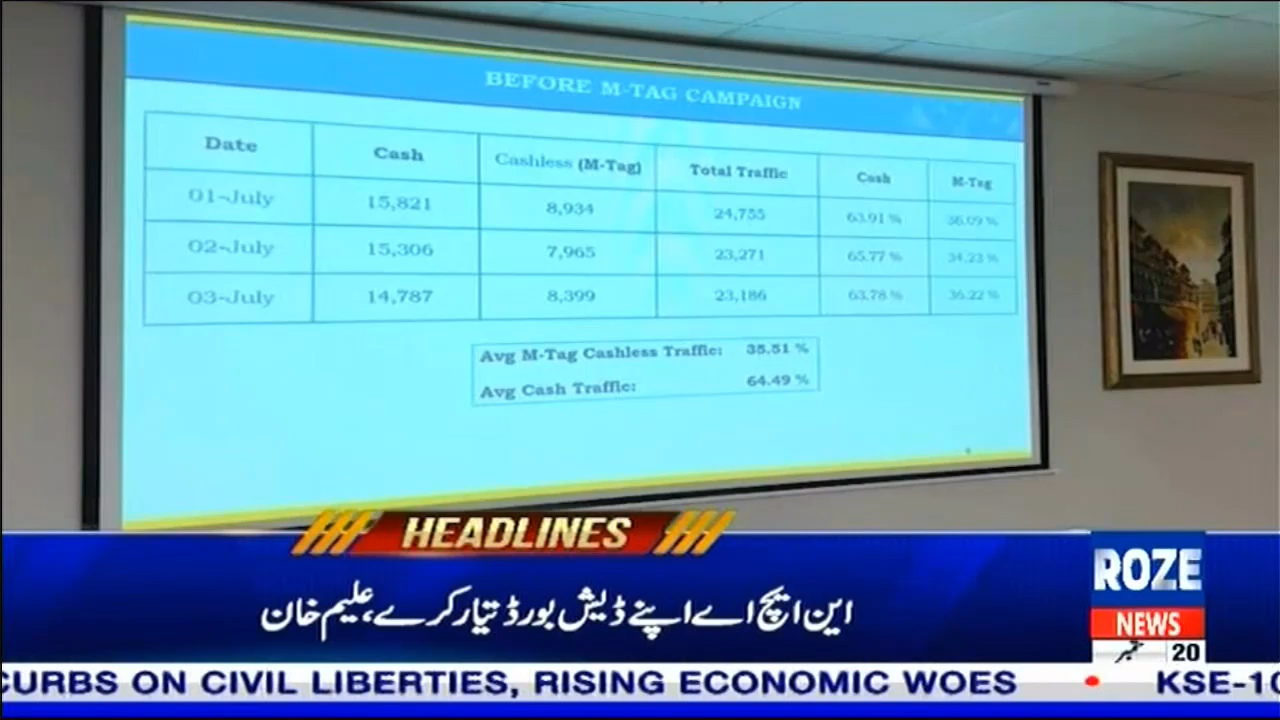 BEFORE M-TAG CAMPAIGN
Date Cash Cashless (M-Tag) Total Traffic Cash M-Tag
01-July 15,821 8,934 24,755 63.91 % 36.09 %
02-July 15,306 7,965 23,271 65.77 % 34.23 %
03-July 14,787 8,399 23,186 63.78 % 36.22 %
Avg M-Tag Cashless Traffic: 35.51 %
Avg Cash Traffic: 64.49 %
HEADLINES
این ایچ اے اپنے ڈیش بورڈ تیار کرے، علیم خان
ROZE
NEWS
20
CURBS ON CIVIL LIBERTIES, RISING ECONOMIC WOES • KSE-10